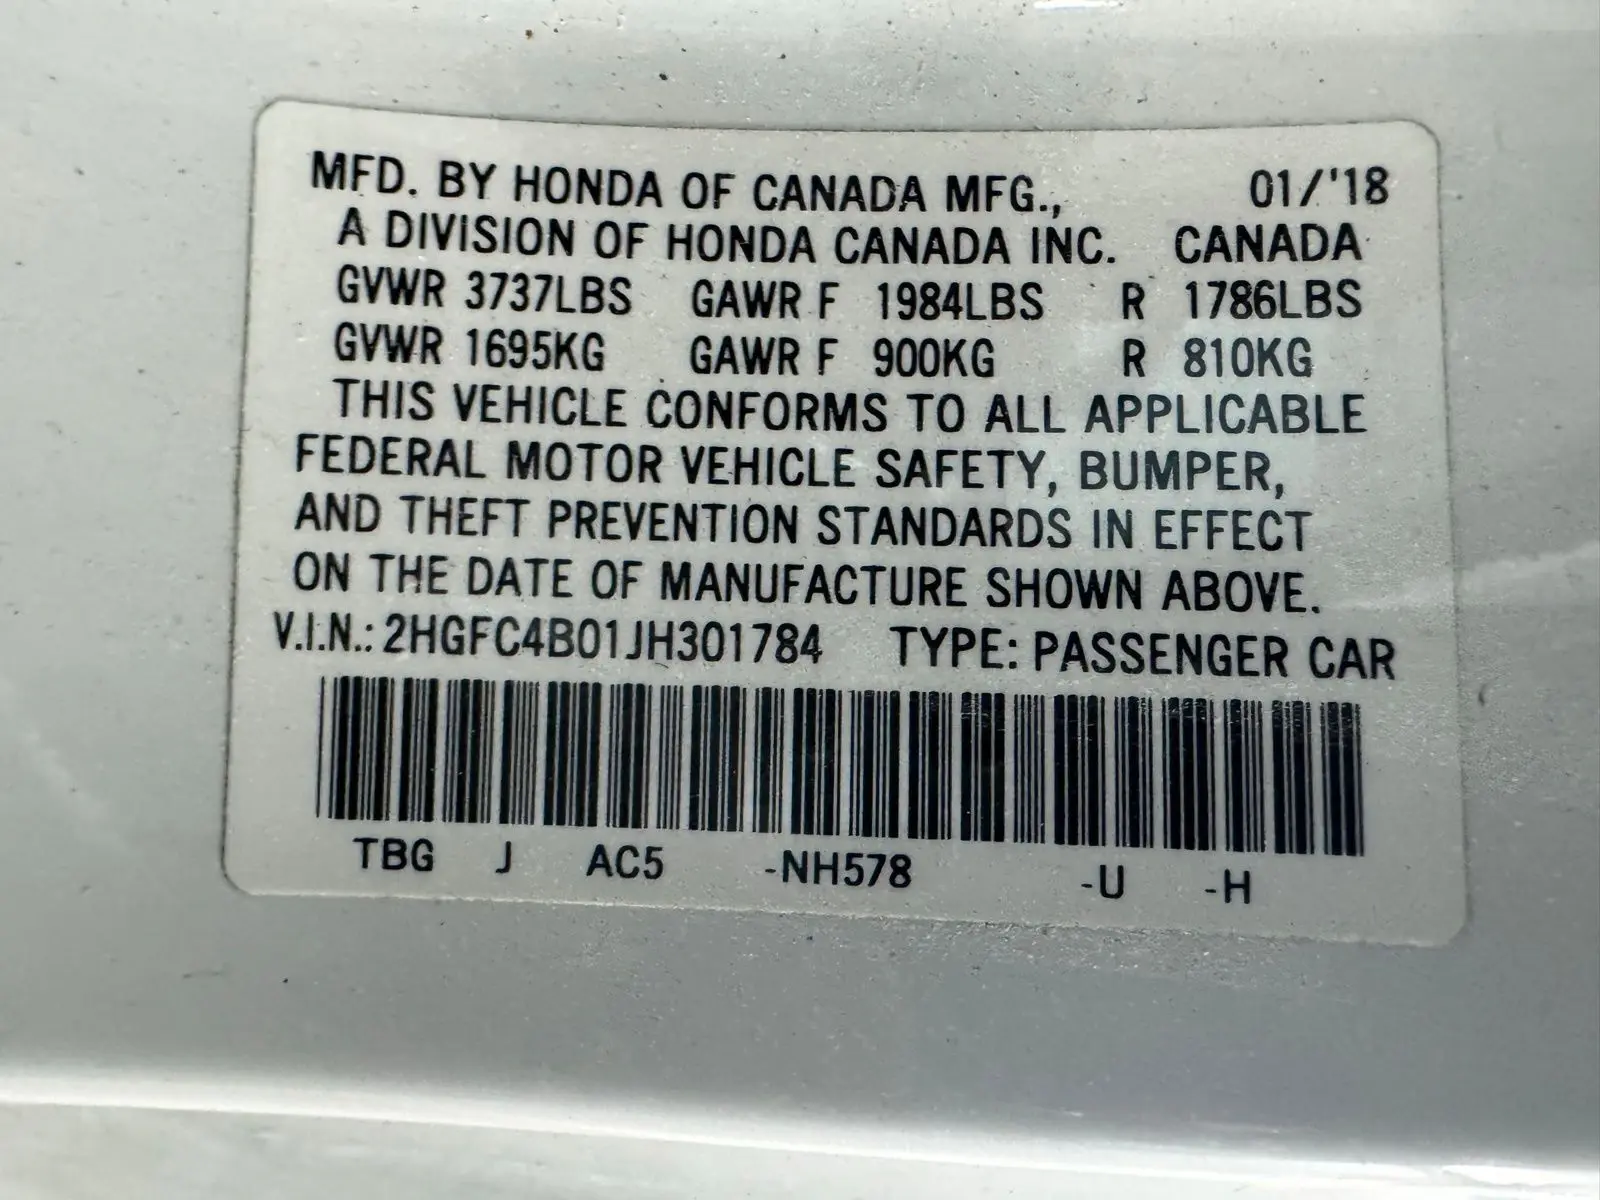 MFD. BY HONDA OF CANADA MFG., 01/'18
A DIVISION OF HONDA CANADA INC. CANADA
GVWR 3737LBS GAWR F 1984LBS R 1786LBS
GVWR 1695KG GAWR F 900KG R 810KG
THIS VEHICLE CONFORMS TO ALL APPLICABLE
FEDERAL MOTOR VEHICLE SAFETY, BUMPER,
AND THEFT PREVENTION STANDARDS IN EFFECT
ON THE DATE OF MANUFACTURE SHOWN ABOVE.
V.I.N.: 2HGFC4B01JH301784 TYPE: PASSENGER CAR
TBG J AC5 -NH578 -U -H